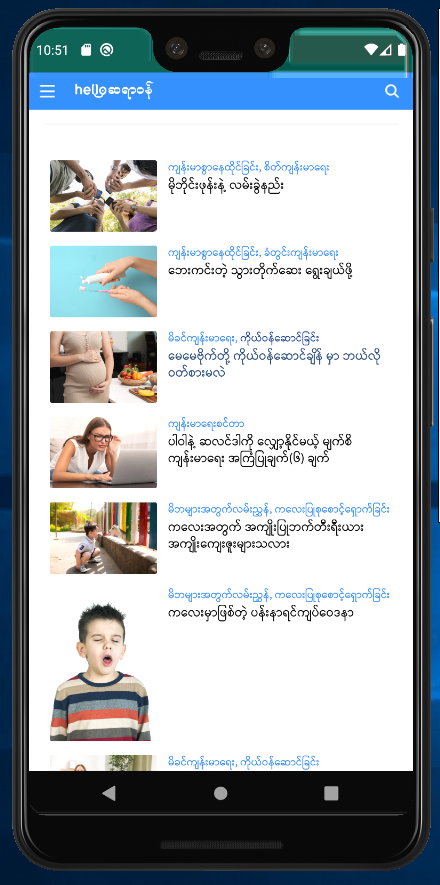 10:51
helloဆရာဝန်
ကျန်းမာစွာနေထိုင်ခြင်း, စိတ်ကျန်းမာရေး
မိုဘိုင်းဖုန်းနဲ့ လမ်းခွဲနည်း
ကျန်းမာစွာနေထိုင်ခြင်း, ခံတွင်းကျန်းမာရေး
ဘေးကင်းတဲ့ သွားတိုက်ဆေး ရွေးချယ်ဖို့
မိခင်ကျန်းမာရေး, ကိုယ်ဝန်ဆောင်ခြင်း
မေမေဗိုက်တို့ ကိုယ်ဝန်ဆောင်ချိန် မှာ ဘယ်လို
ဝတ်စားမလဲ
ကျန်းမာရေးစင်တာ
ပါဝါနဲ့ ဆလင်ဒါကို လျှော့နိုင်မယ့် မျက်စိ
ကျန်းမာရေး အကြံပြုချက်(၆) ချက်
မိဘများအတွက်လမ်းညွှန်, ကလေးပြုစုစောင့်ရှောက်ခြင်း
ကလေးအတွက် အကျိုးပြုဘက်တီးရီးယား
အကျိုးကျေးဇူးများသလား
မိဘများအတွက်လမ်းညွှန်, ကလေးပြုစုစောင့်ရှောက်ခြင်း
ကလေးမှာဖြစ်တဲ့ ပန်းနာရင်ကျပ်ဝေဒနာ
မိခင်ကျန်းမာရေး, ကိုယ်ဝန်ဆောင်ခြင်း